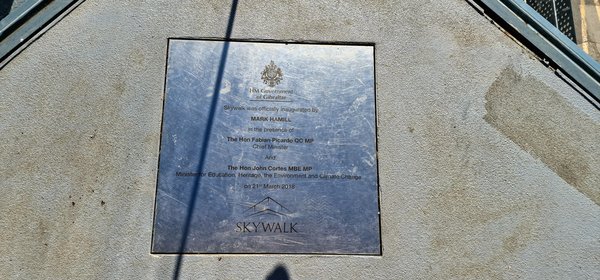 HM Government
of Gibraltar
Skywalk was officially inaugurated by
MARK HAMILL
in the presence of
The Hon Fabian Picardo QC MP
Chief Minister
And
The Hon John Cortes MBE MP
Minister for Education, Heritage, the Environment and Climate Change
on 21st March 2018
SKYWALK